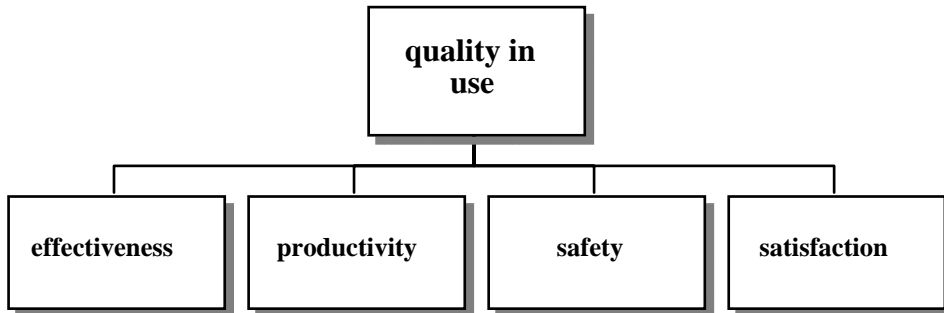 quality in
use
effectiveness
productivity
safety
satisfaction